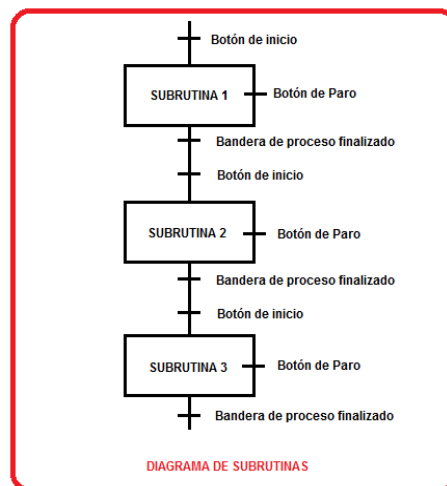 Botón de inicio
SUBRUTINA 1
Botón de Paro
Bandera de proceso finalizado
Botón de inicio
SUBRUTINA 2
Botón de Paro
Bandera de proceso finalizado
Botón de inicio
SUBRUTINA 3
Botón de Paro
Bandera de proceso finalizado
DIAGRAMA DE SUBRUTINAS